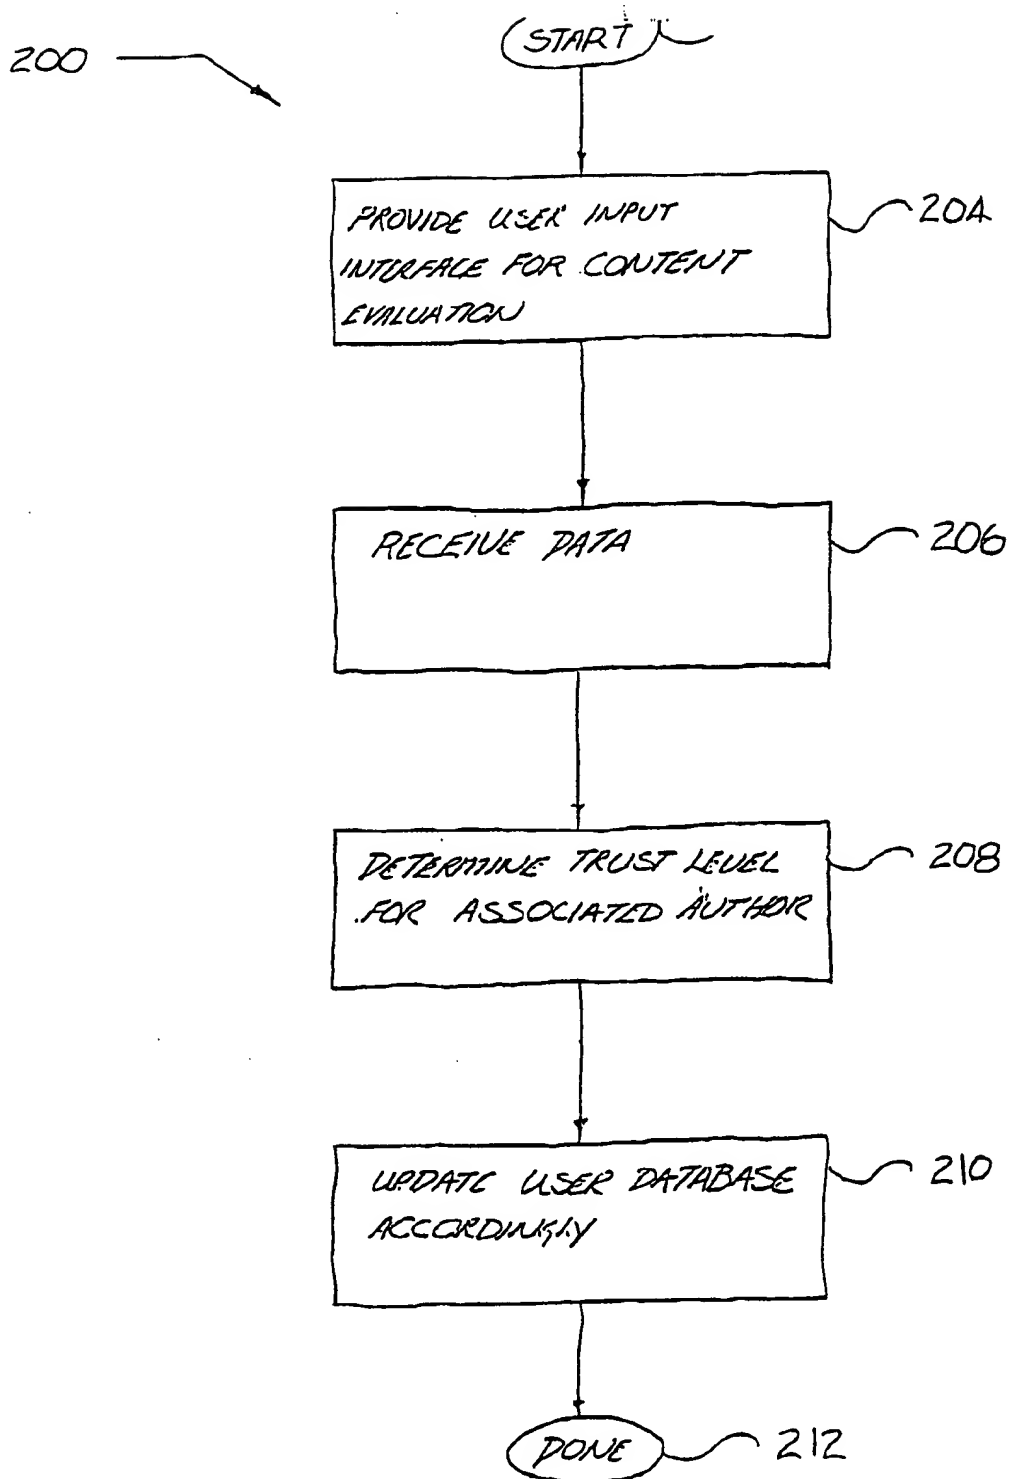 200
START
PROVIDE USER INPUT
INTERFACE FOR CONTENT
EVALUATION
204
RECEIVE DATA
206
DETERMINE TRUST LEVEL
FOR ASSOCIATED AUTHOR
208
UPDATE USER DATABASE
ACCORDINGLY
210
DONE
212